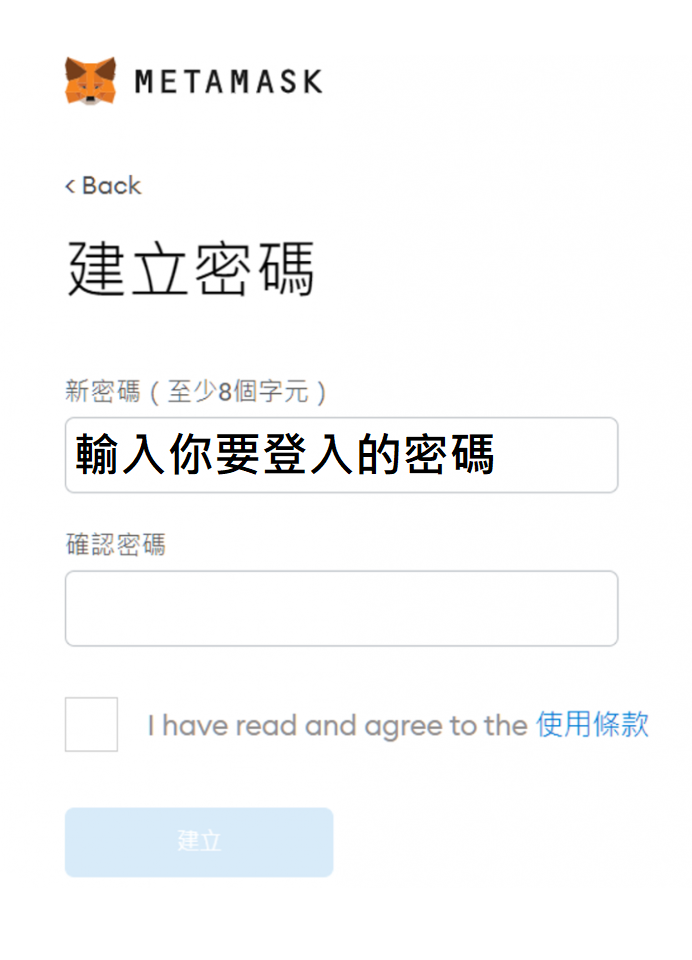 METAMASK
< Back
建立密碼
新密碼（至少8個字元）
輸入你要登入的密碼
確認密碼
I have read and agree to the 使用條款
建立